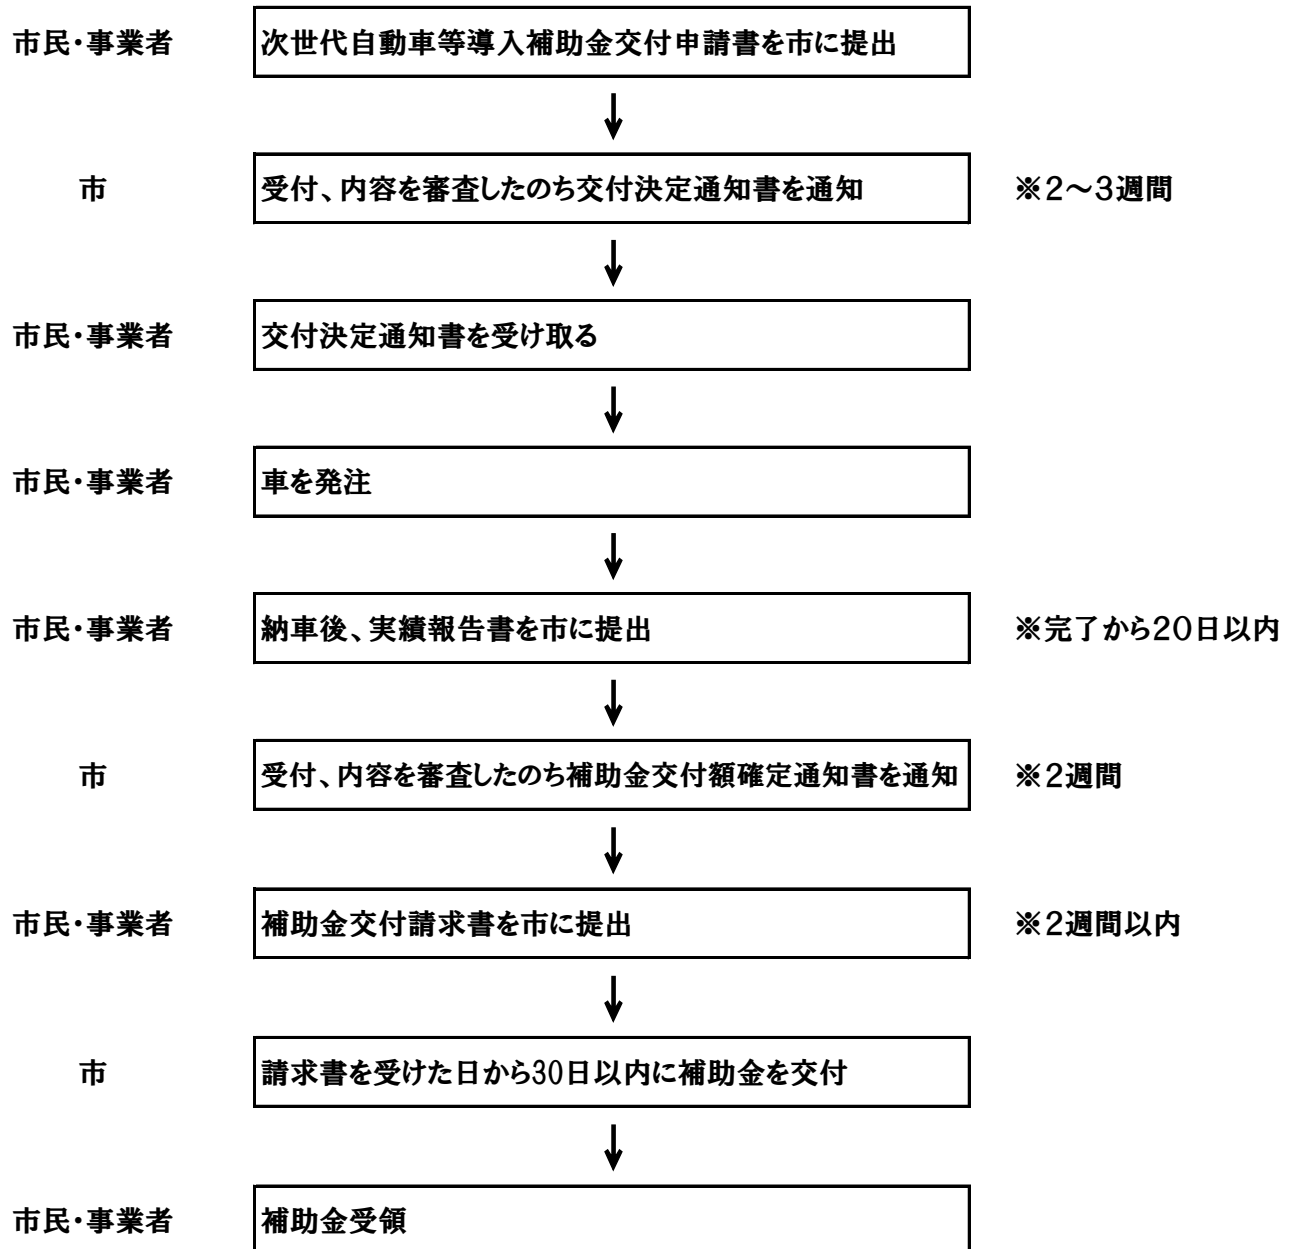 市民・事業者 次世代自動車等導入補助金交付申請書を市に提出
市 受付、内容を審査したのち交付決定通知書を通知 ※2～3週間
市民・事業者 交付決定通知書を受け取る
市民・事業者 車を発注
市民・事業者 納車後、実績報告書を市に提出 ※完了から20日以内
市 受付、内容を審査したのち補助金交付額確定通知書を通知 ※2週間
市民・事業者 補助金交付請求書を市に提出 ※2週間以内
市 請求書を受けた日から30日以内に補助金を交付
市民・事業者 補助金受領